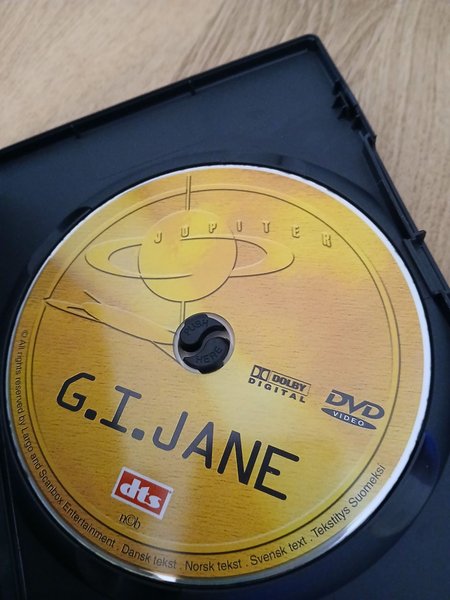 JUPITER
PUSH
HERE
DOLBY
DIGITAL
DVD
VIDEO
G.I.JANE
dts
n©b
© All rights reserved by Largo and Scanbox Entertainment . Dansk tekst . Norsk tekst . Svensk text . Tekstitys Suomeksi